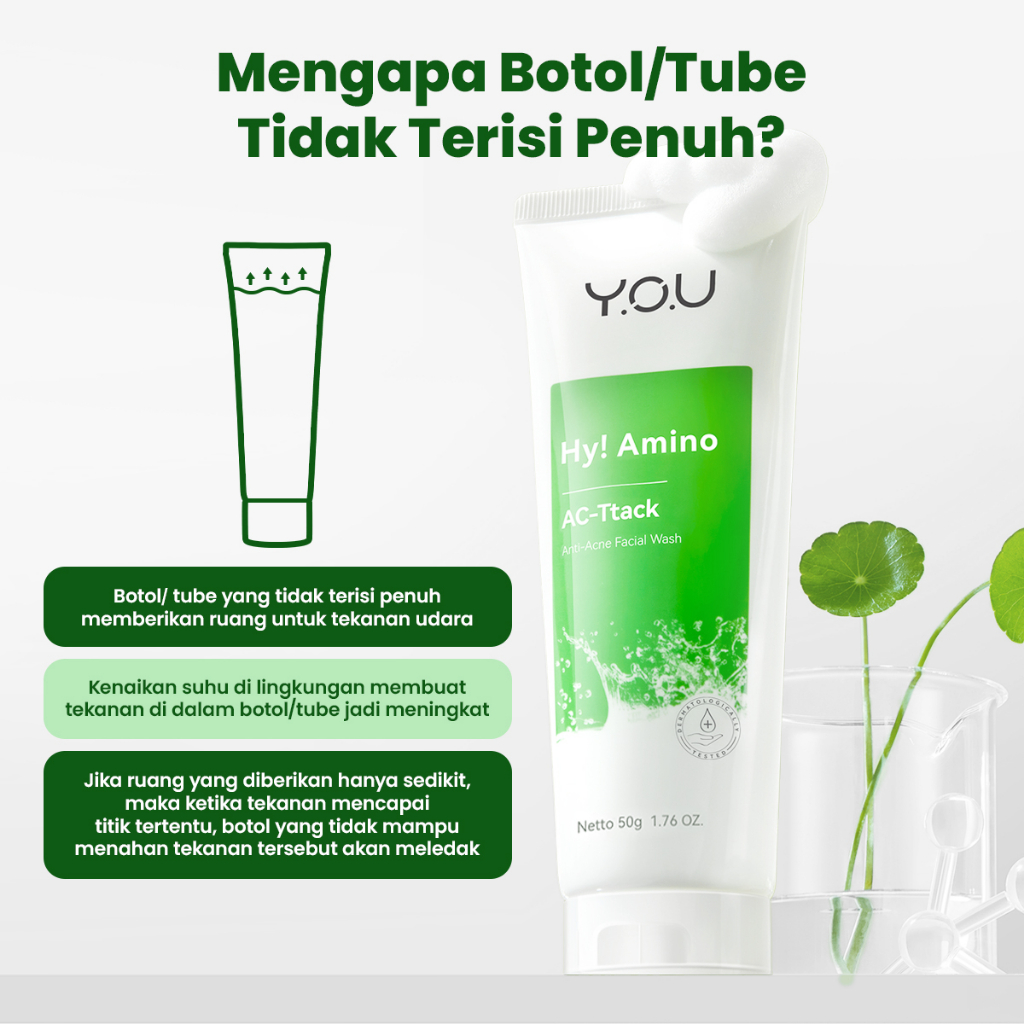 Mengapa Botol/Tube
Tidak Terisi Penuh?
Y.O.U
Hy! Amino
AC-Ttack
Anti-Acne Facial Wash
DERMATOLOGICALLY
TESTED
Netto 50g 1.76 OZ.
Botol/ tube yang tidak terisi penuh
memberikan ruang untuk tekanan udara
Kenaikan suhu di lingkungan membuat
tekanan di dalam botol/tube jadi meningkat
Jika ruang yang diberikan hanya sedikit,
maka ketika tekanan mencapai
titik tertentu, botol yang tidak mampu
menahan tekanan tersebut akan meledak